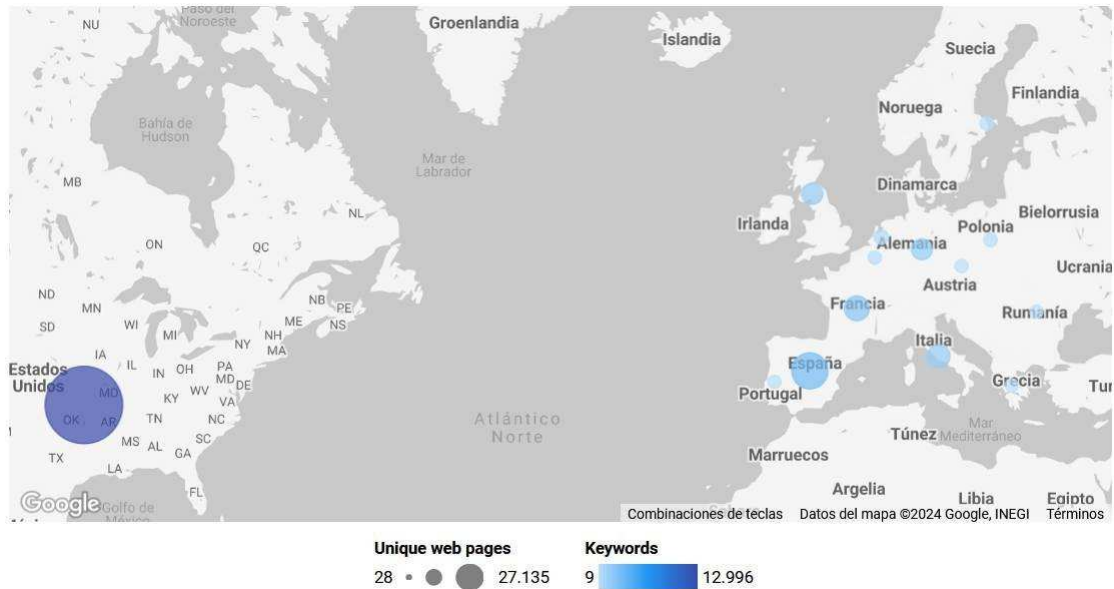 Paso del
Noroeste
NU
Groenlandia
Islandia
Suecia
Finlandia
Noruega
Bahía de
Hudson
Mar de
Labrador
MB
Dinamarca
NL
Irlanda
Bielorrusia
Polonia
ON
QC
Alemania
Ucrania
Austria
ND
MN
NB
PE
Francia
Rumanía
SD
WI
MI
ME
NS
NH
NY
MA
Italia
IA
Estados
Unidos
IL
IN
OH
PA
MD
DE
España
Grecia
MO
KY
WV
VA
Portugal
Tur
OK
AR
TN
NC
Atlántico
Norte
Mar
Mediterráneo
MS
AL
SC
GA
Túnez
TX
LA
Marruecos
FL
Argelia
Libia
Egipto
Google
Golfo de
México
Combinaciones de teclas Datos del mapa ©2024 Google, INEGI Términos
Unique web pages Keywords
28 27.135 9 12.996